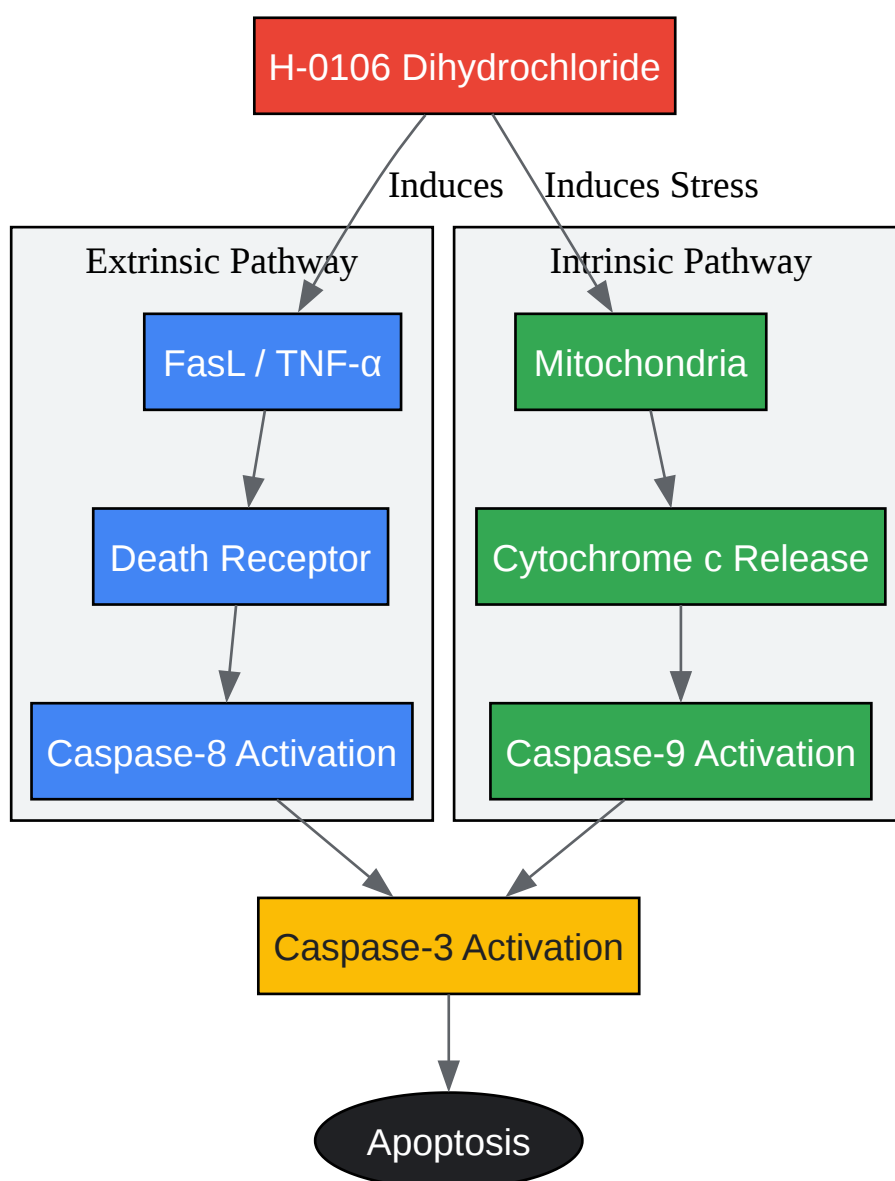 H-0106 Dihydrochloride
Induces
Induces Stress
Extrinsic Pathway
Intrinsic Pathway
FasL / TNF-α
Mitochondria
Death Receptor
Cytochrome c Release
Caspase-8 Activation
Caspase-9 Activation
Caspase-3 Activation
Apoptosis